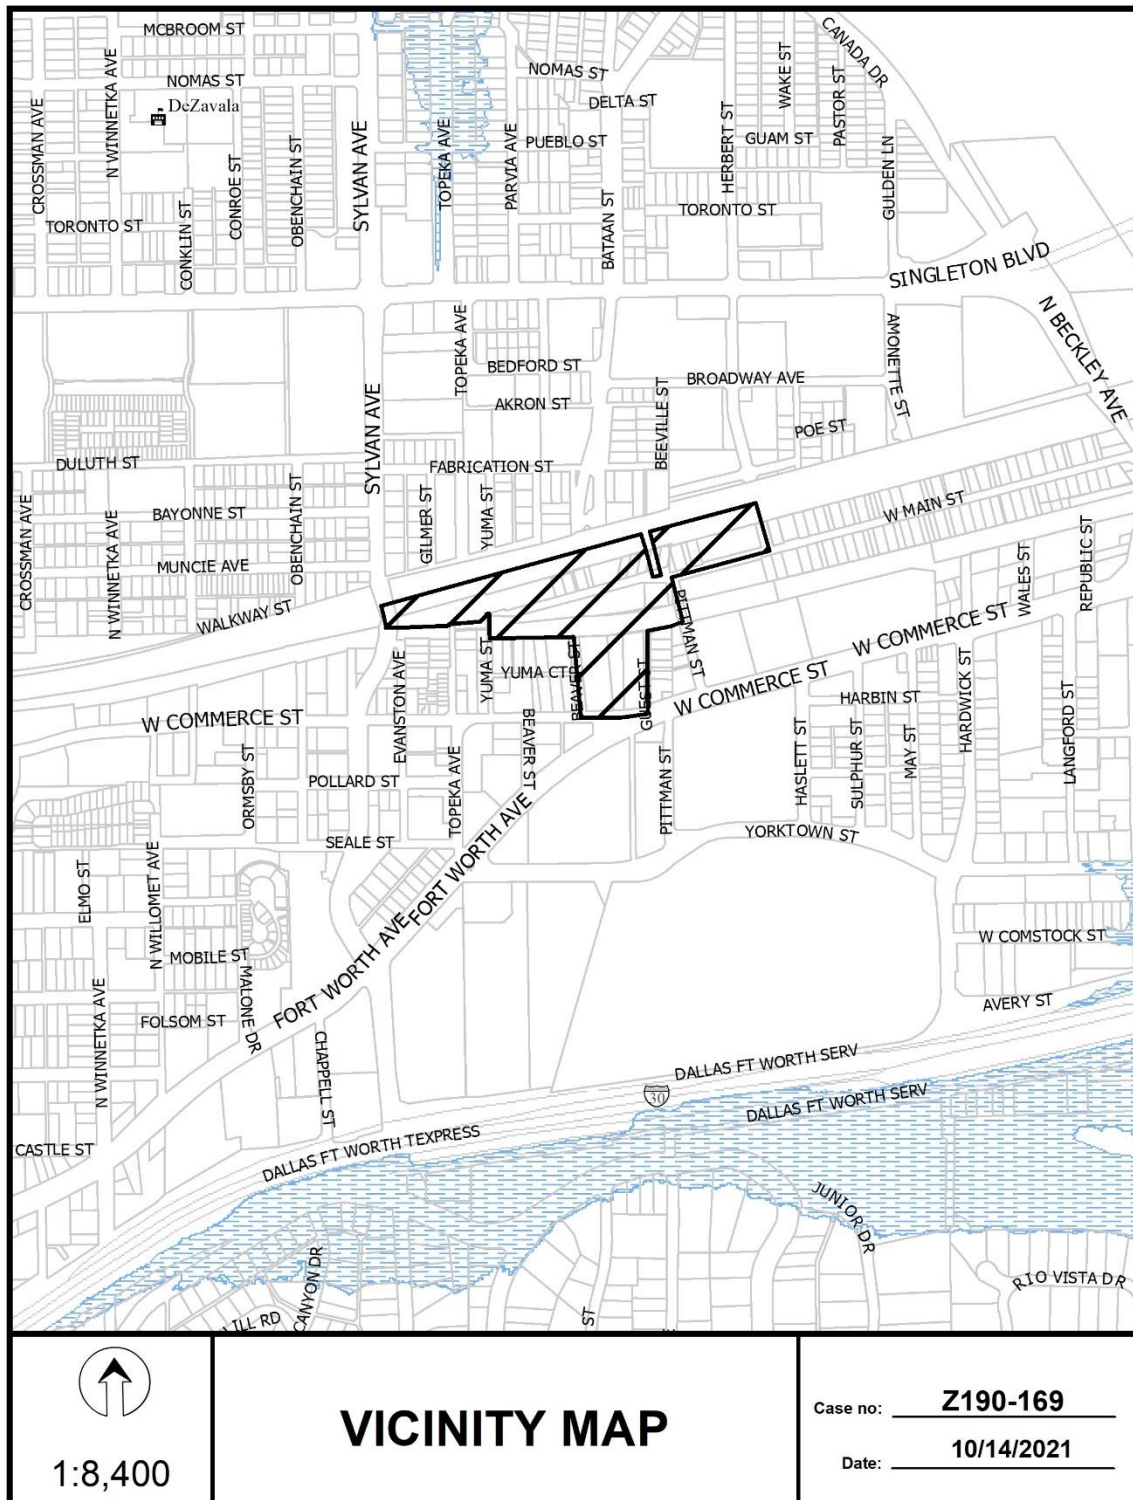 MCBROOM ST
CANADA DR
NOMAS ST
NOMAS ST
WAKE ST
PASTOR ST
N WINNETKA AVE
DeZavala
DELTA ST
CROSSMAN AVE
PUEBLO ST
GUAM ST
HERBERT ST
SYLVAN AVE
TOPEKA AVE
PARVIA AVE
OBENCHAIN ST
CONROE ST
GULDEN LN
TORONTO ST
CONKLIN ST
BATAAN ST
TORONTO ST
SINGLETON BLVD
N BECKLEY AVE
TOPEKA AVE
AMONETTE ST
BEDFORD ST
BROADWAY AVE
AKRON ST
SYLVAN AVE
BEEVILLE ST
POE ST
DULUTH ST
FABRICATION ST
OBENCHAIN ST
CROSSMAN AVE
N WINNETKA AVE
BAYONNE ST
GILMER ST
YUMA ST
W MAIN ST
MUNCIE AVE
WALES ST
REPUBLIC ST
WALKWAY ST
PITTMAN ST
W COMMERCE ST
EVANSTON AVE
YUMA ST
YUMA CT
BEAVER ST
GUEST ST
W COMMERCE ST
HARBIN ST
HARDWICK ST
LANGFORD ST
W COMMERCE ST
BEAVER ST
ORMSBY ST
TOPEKA AVE
PITTMAN ST
HASLETT ST
SULPHUR ST
MAY ST
POLLARD ST
SEALE ST
YORKTOWN ST
FORT WORTH AVE
ELMO ST
N WILLOMET AVE
FORT WORTH AVE
W COMSTOCK ST
MOBILE ST
MALONE DR
AVERY ST
FOLSOM ST
N WINNETKA AVE
CHAPPELL ST
DALLAS FT WORTH SERV
30
DALLAS FT WORTH SERV
CASTLE ST
DALLAS FT WORTH TEXPRESS
JUNIOR DR
CANYON DR
RIO VISTA DR
ILL RD
ST
1:8,400
VICINITY MAP
Case no: Z190-169
Date: 10/14/2021